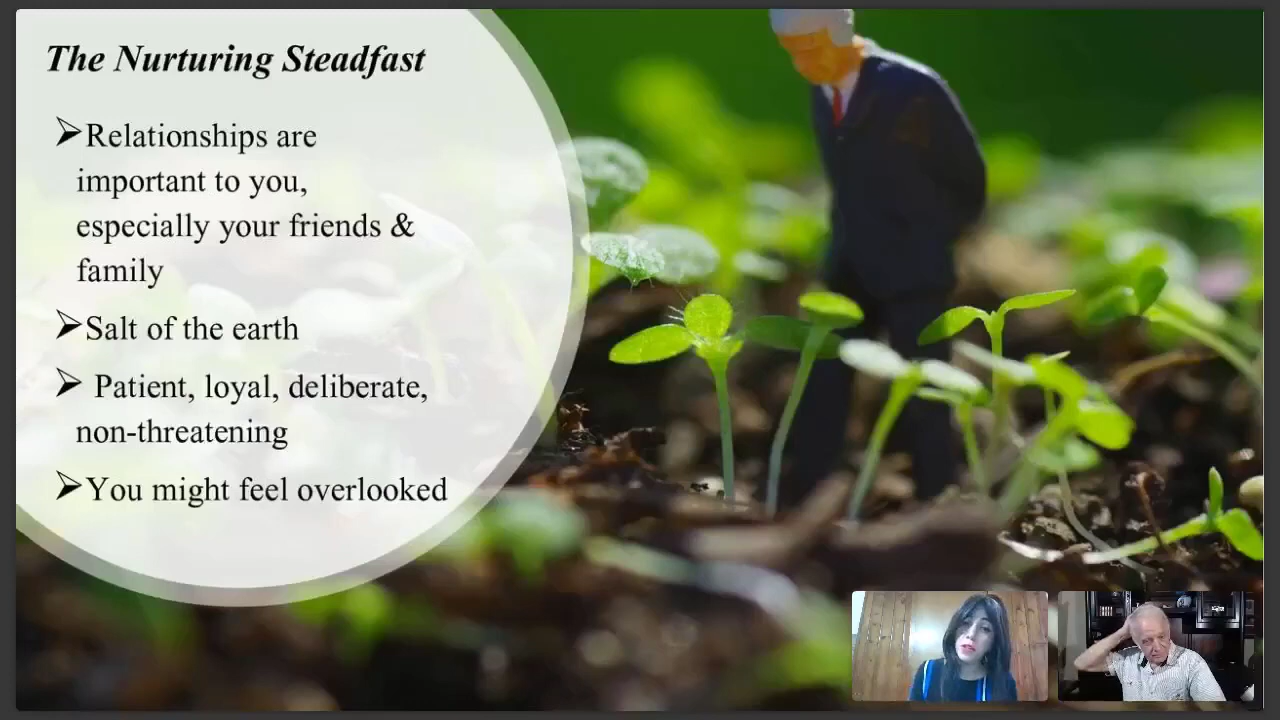 The Nurturing Steadfast
➢Relationships are
important to you,
especially your friends &
family
➢Salt of the earth
➢ Patient, loyal, deliberate,
non-threatening
➢You might feel overlooked